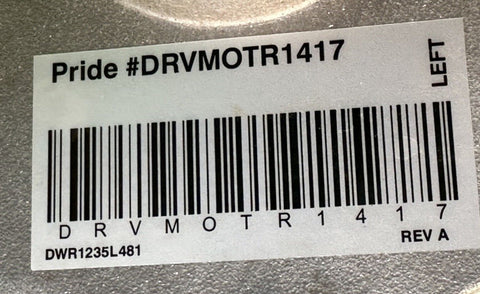 Pride #DRVMOTR1417
LEFT
DRVMOTR1417
DWR1235L481
REV A